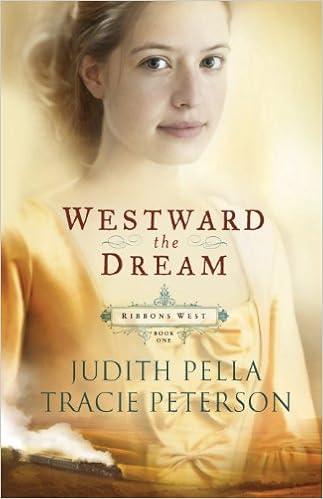 WESTWARD
the
DREAM
RIBBONS WEST
BOOK
ONE
JUDITH PELLA
TRACIE PETERSON